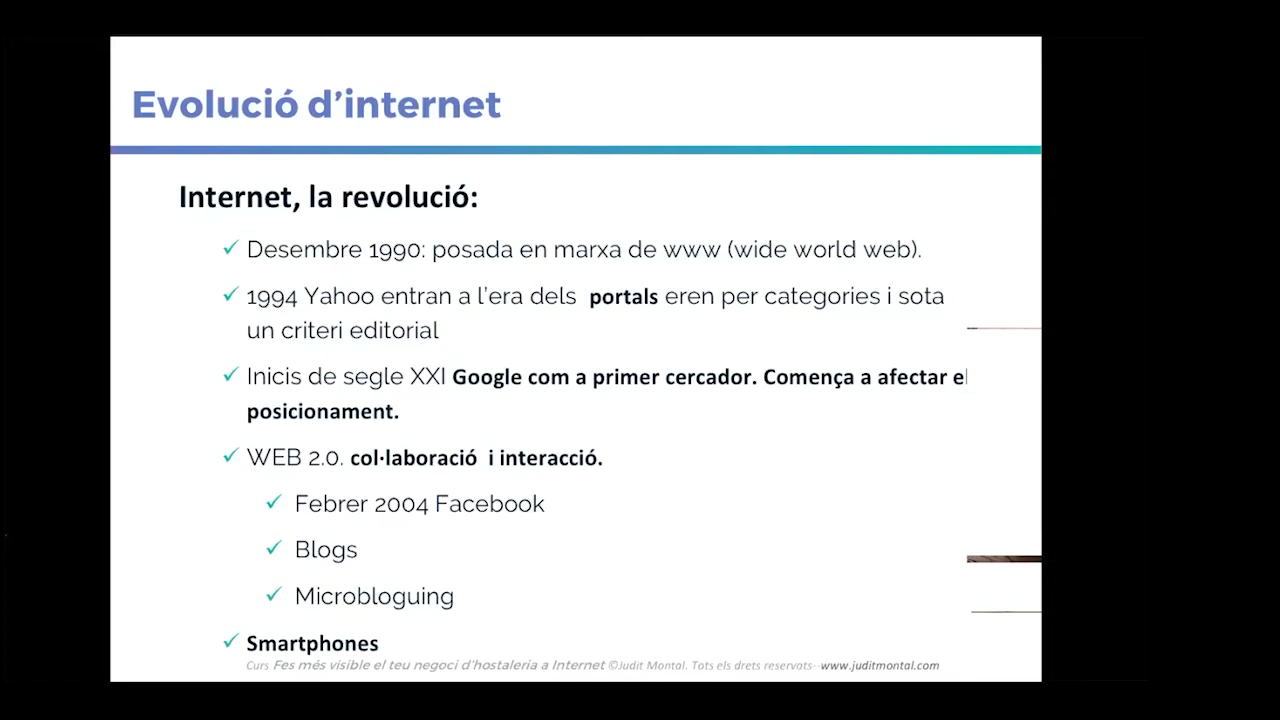 Evolució d’internet
Internet, la revolució:
Desembre 1990: posada en marxa de www (wide world web).
1994 Yahoo entran a l’era dels portals eren per categories i sota
un criteri editorial
Inicis de segle XXI Google com a primer cercador. Comença a afectar el
posicionament.
WEB 2.0. col·laboració i interacció.
Febrer 2004 Facebook
Blogs
Microbloguing
Smartphones
Curs Fes més visible el teu negoci d’hostaleria a Internet ©Judit Montal. Tots els drets reservats- www.juditmontal.com